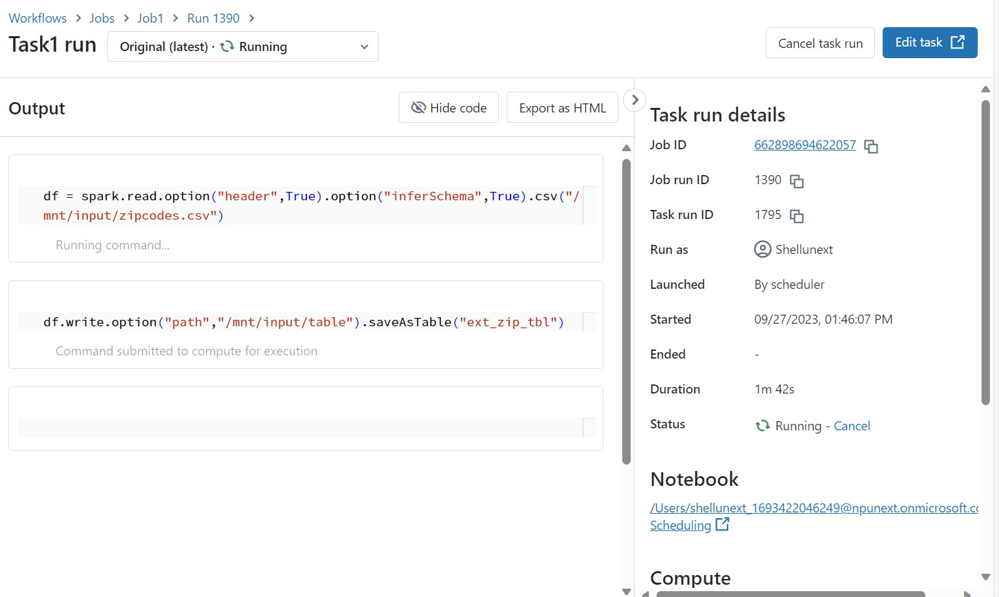 Workflows > Jobs > Job1 > Run 1390 >
Task1 run
Original (latest) · Running
Cancel task run
Edit task
Output
Hide code
Export as HTML
df = spark.read.option("header",True).option("inferSchema",True).csv("/
mnt/input/zipcodes.csv")
Running command...
df.write.option("path","/mnt/input/table").saveAsTable("ext_zip_tbl")
Command submitted to compute for execution
Task run details
Job ID 662898694622057
Job run ID 1390
Task run ID 1795
Run as Shellunext
Launched By scheduler
Started 09/27/2023, 01:46:07 PM
Ended -
Duration 1m 42s
Status Running - Cancel
Notebook
/Users/shellunext_1693422046249@npunext.onmicrosoft.co
Scheduling
Compute